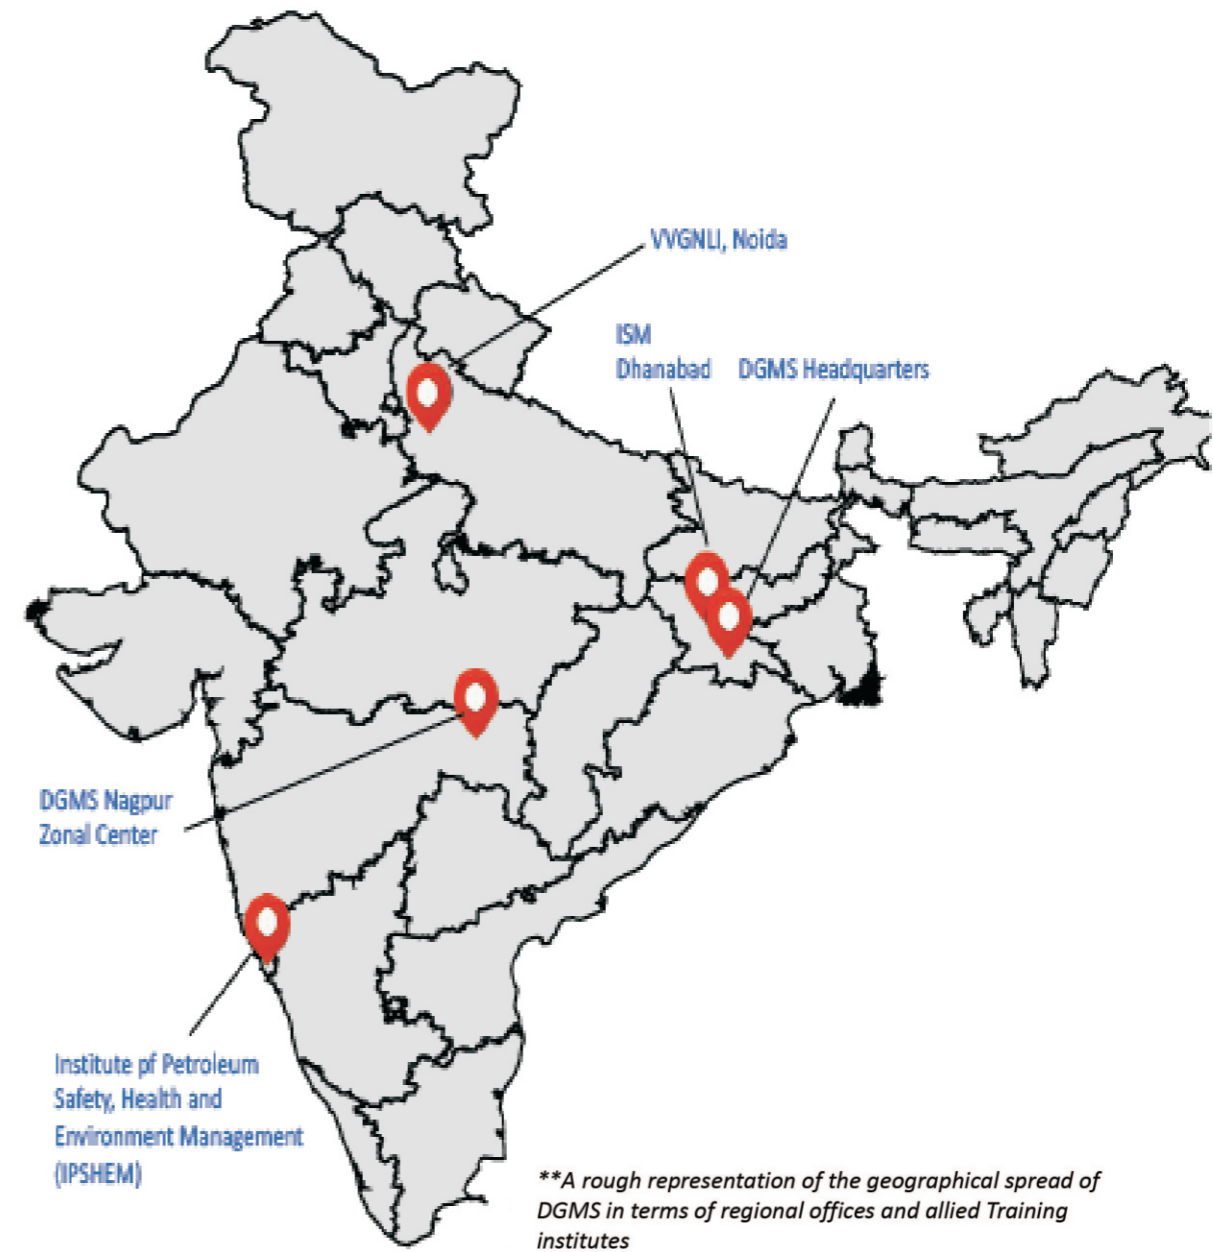 VVGNLI, Noida
ISM
Dhanabad
DGMS Headquarters
DGMS Nagpur
Zonal Center
Institute pf Petroleum
Safety, Health and
Environment Management
(IPSHEM)
**A rough representation of the geographical spread of
DGMS in terms of regional offices and allied Training
institutes